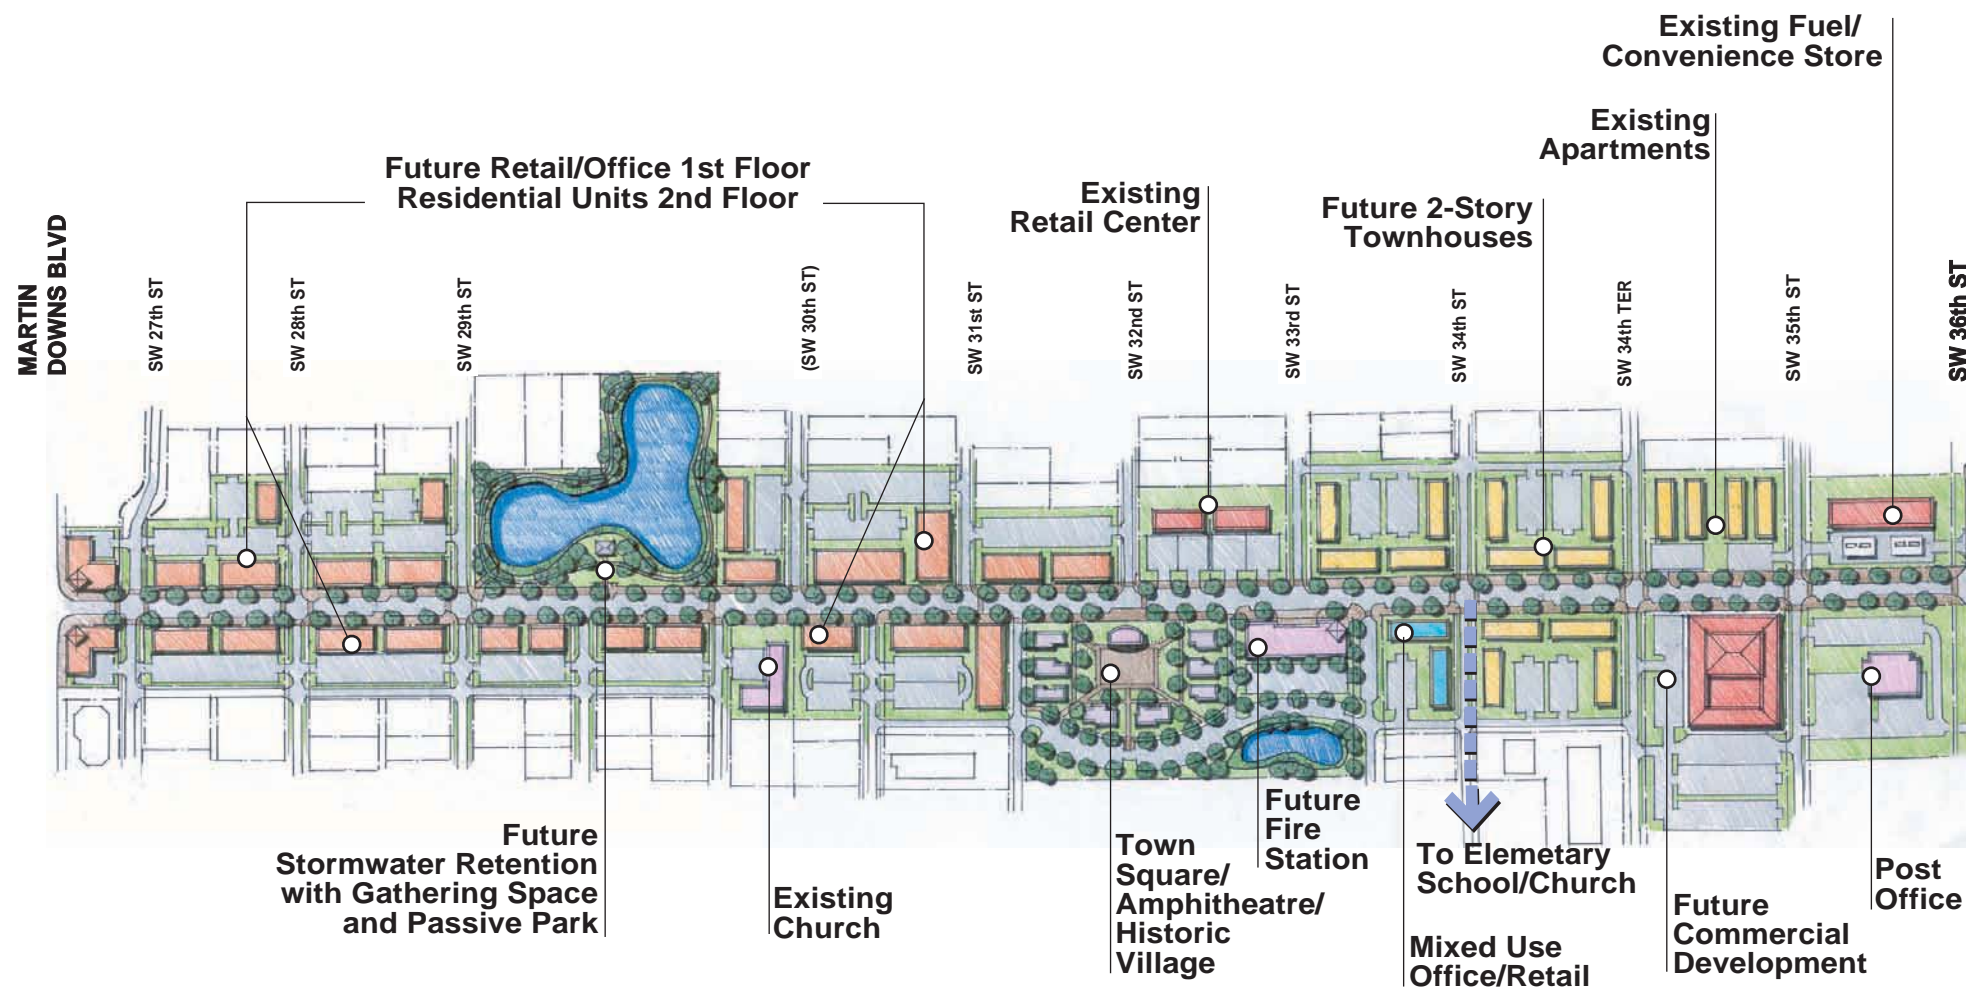 Existing Fuel/
Convenience Store
Existing
Apartments
Future Retail/Office 1st Floor
Residential Units 2nd Floor
Existing
Retail Center
Future 2-Story
Townhouses
MARTIN
DOWNS BLVD
SW 27th ST
SW 28th ST
SW 29th ST
(SW 30th ST)
SW 31st ST
SW 32nd ST
SW 33rd ST
SW 34th ST
SW 34th TER
SW 35th ST
SW 36th ST
Future
Stormwater Retention
with Gathering Space
and Passive Park
Existing
Church
Town
Square/
Amphitheatre/
Historic
Village
Future
Fire
Station
To Elemetary
School/Church
Mixed Use
Office/Retail
Future
Commercial
Development
Post
Office